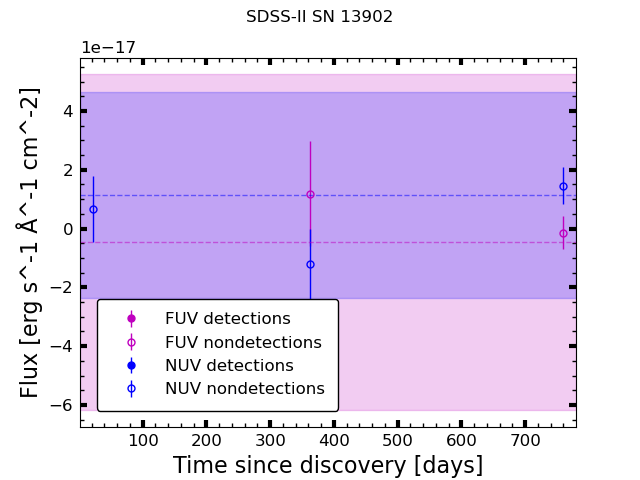 SDSS-II SN 13902
1e−17
4
2
0
−2
−4
−6
Flux [erg s^-1 Å^-1 cm^-2]
FUV detections
FUV nondetections
NUV detections
NUV nondetections
100 200 300 400 500 600 700
Time since discovery [days]